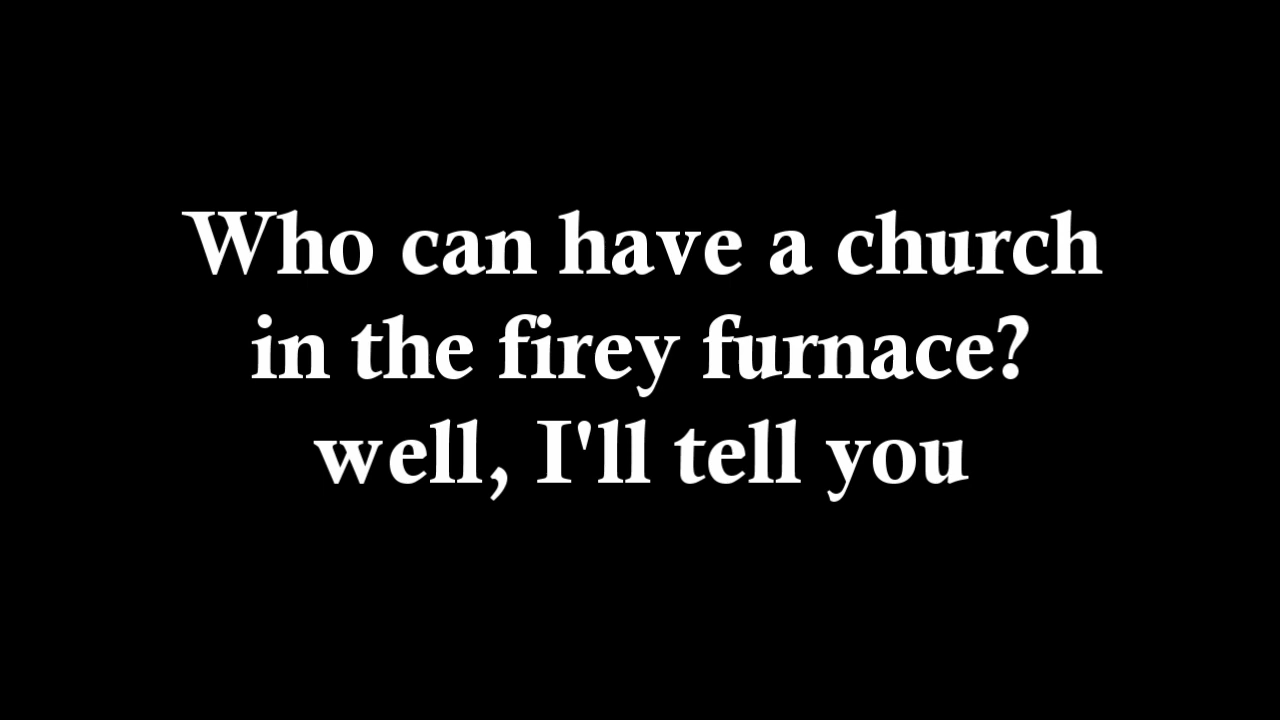 Who can have a church
in the firey furnace?
well, I'll tell you